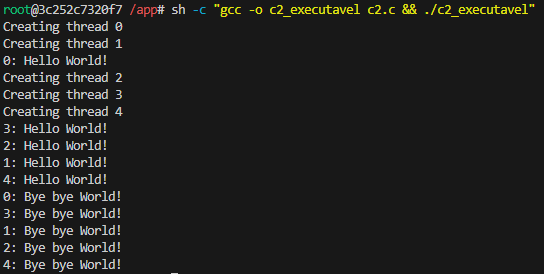 root@3c252c7320f7 /app# sh -c "gcc -o c2_executavel c2.c && ./c2_executavel"
Creating thread 0
Creating thread 1
0: Hello World!
Creating thread 2
Creating thread 3
Creating thread 4
3: Hello World!
2: Hello World!
1: Hello World!
4: Hello World!
0: Bye bye World!
3: Bye bye World!
1: Bye bye World!
2: Bye bye World!
4: Bye bye World!